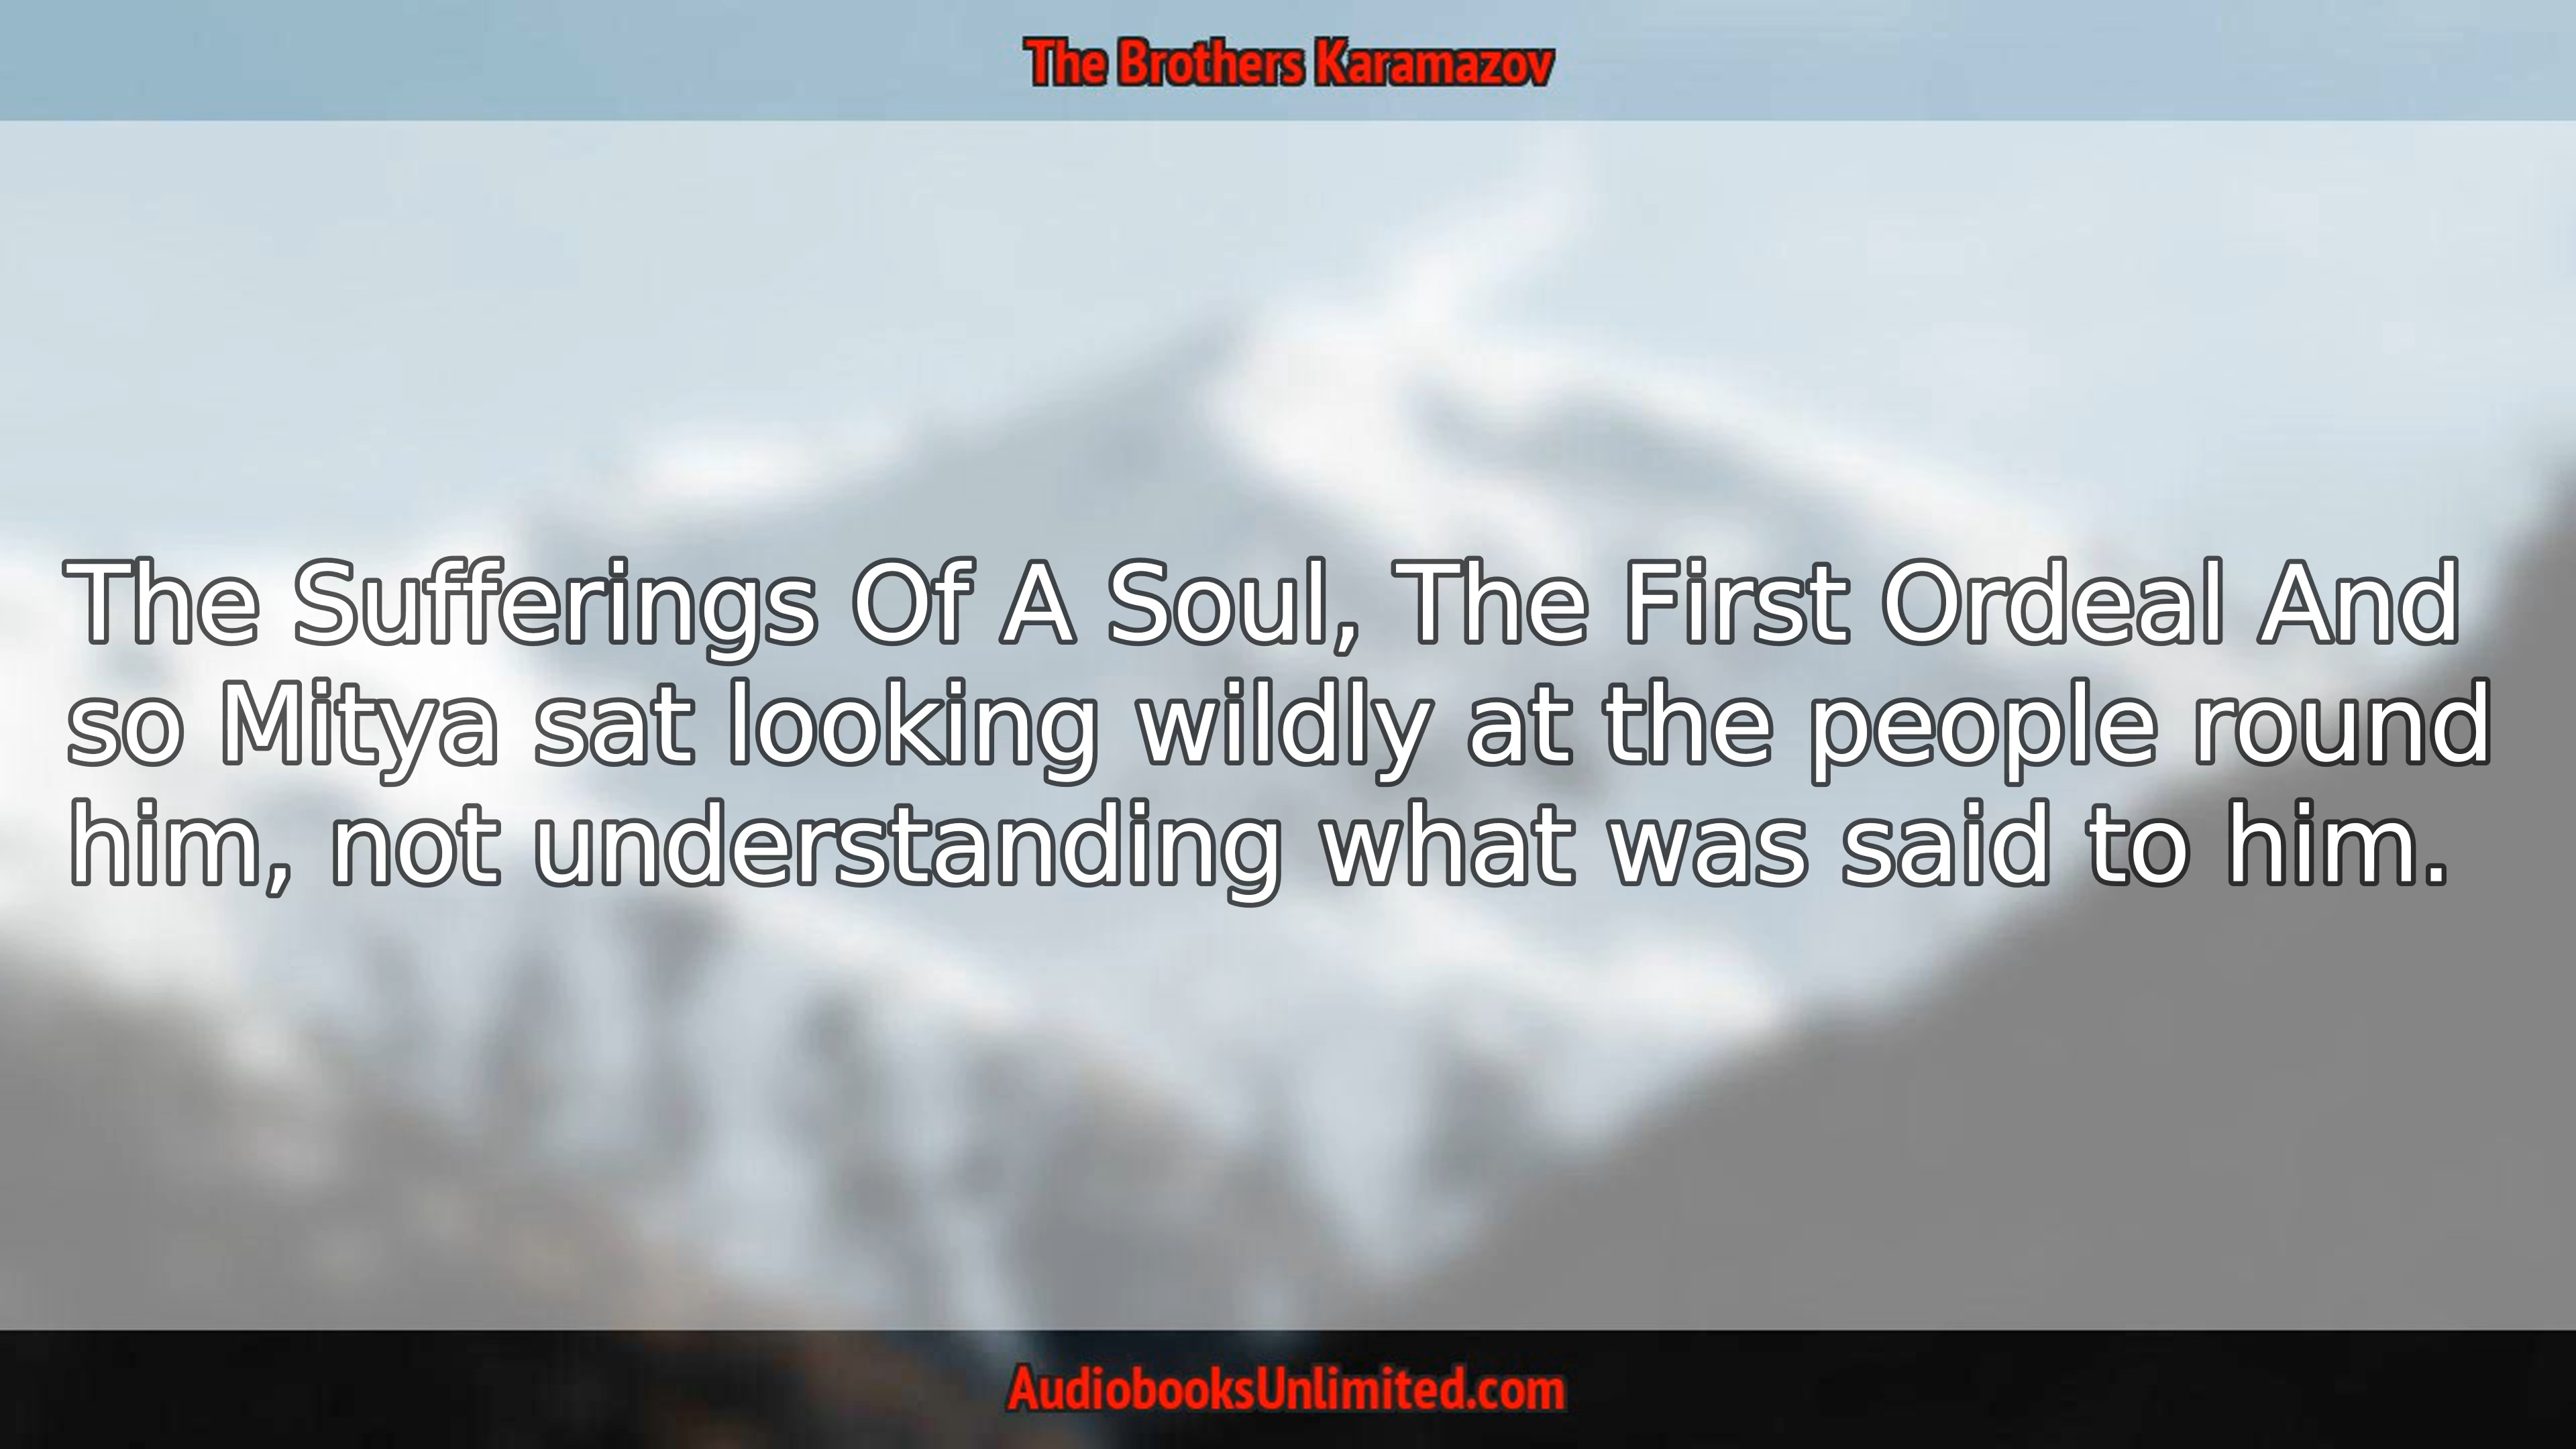 The Brothers Karamazov
The Sufferings Of A Soul, The First Ordeal And
so Mitya sat looking wildly at the people round
him, not understanding what was said to him.
AudiobooksUnlimited.com